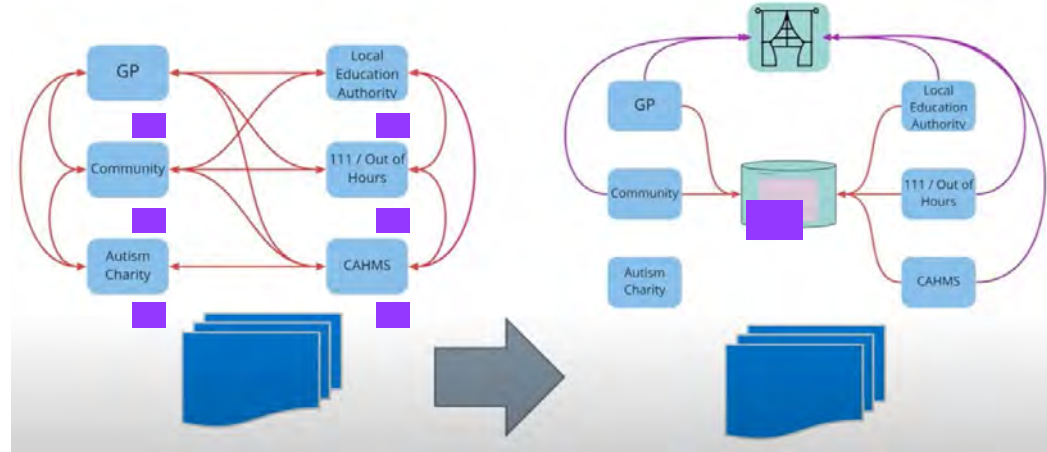 GP
Local
Education
Authority
Community
111 / Out of
Hours
Autism
Charity
CAHMS
GP
Local
Education
Authority
Community
111 / Out of
Hours
Autism
Charity
CAHMS